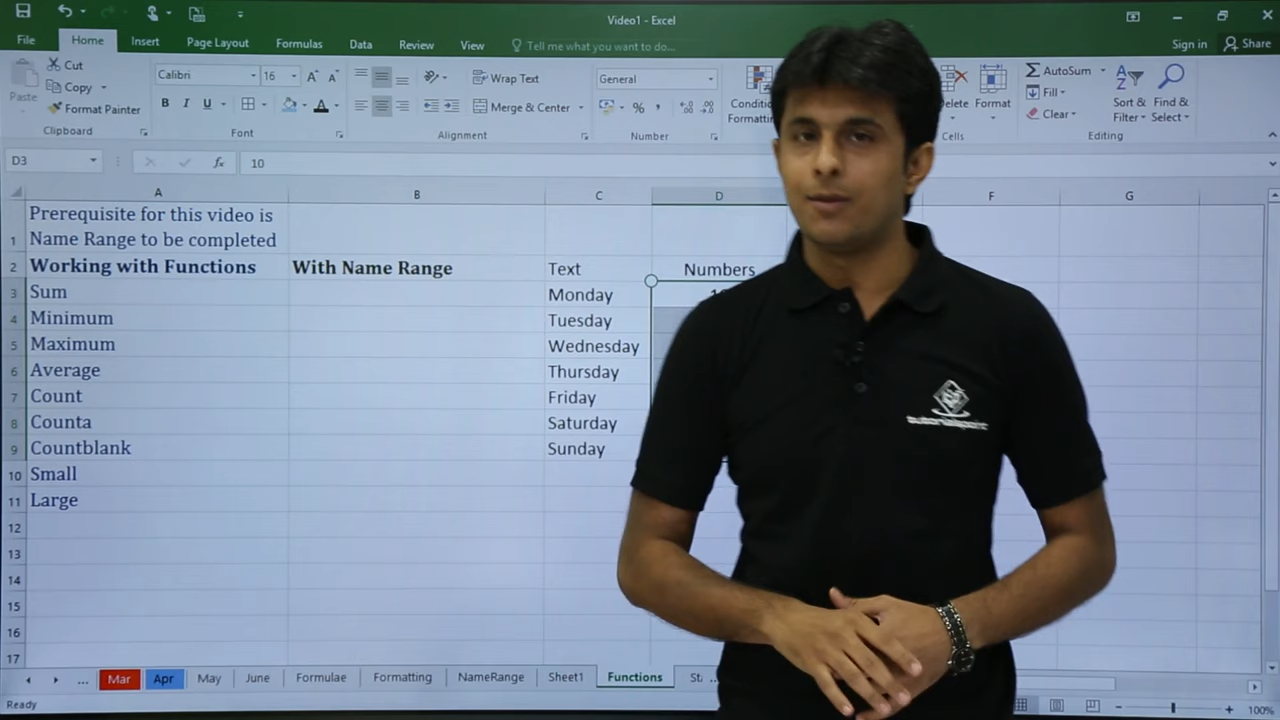 Video1 - Excel
File Home Insert Page Layout Formulas Data Review View Tell me what you want to do... Sign in Share
Cut
Copy
Format Painter
Paste
Clipboard
Calibri 16
B I U
Font
Wrap Text
Merge & Center
Alignment
General
%
Number
Formatting
Format
Cells
AutoSum
Fill
Clear
Sort & Filter
Find & Select
Editing
D3 fx 10
A B C D F G
1 Prerequisite for this video is
Name Range to be completed
2 Working with Functions With Name Range Text Numbers
3 Sum Monday
4 Minimum Tuesday
5 Maximum Wednesday
6 Average Thursday
7 Count Friday
8 Counta Saturday
9 Countblank Sunday
10 Small
11 Large
12
13
14
15
16
17
tutorialspoint
... Mar Apr May June Formulae Formatting NameRange Sheet1 Functions
Ready 100%